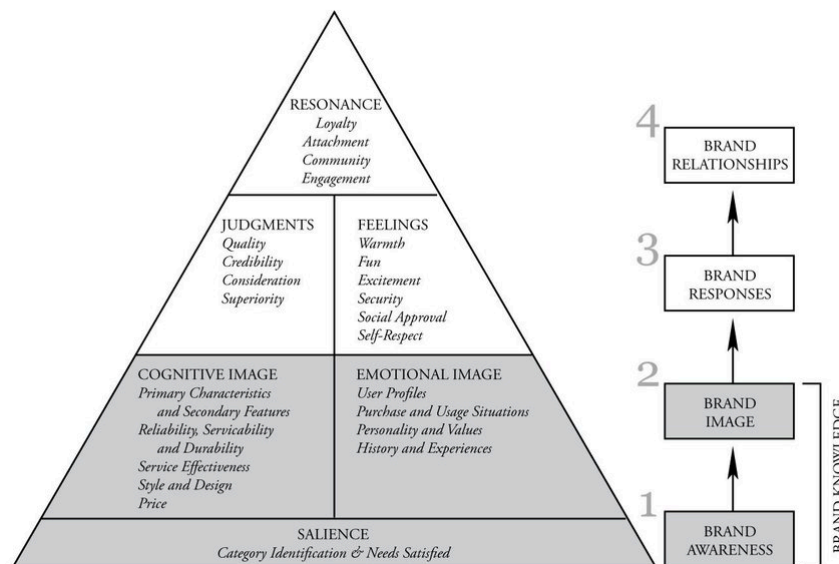 RESONANCE
Loyalty
Attachment
Community
Engagement
JUDGMENTS
Quality
Credibility
Consideration
Superiority
FEELINGS
Warmth
Fun
Excitement
Security
Social Approval
Self-Respect
COGNITIVE IMAGE
Primary Characteristics
and Secondary Features
Reliability, Servicability
and Durability
Service Effectiveness
Style and Design
Price
EMOTIONAL IMAGE
User Profiles
Purchase and Usage Situations
Personality and Values
History and Experiences
SALIENCE
Category Identification & Needs Satisfied
4
BRAND
RELATIONSHIPS
3
BRAND
RESPONSES
2
BRAND
IMAGE
1
BRAND
AWARENESS
BRAND KNOWLEDGE